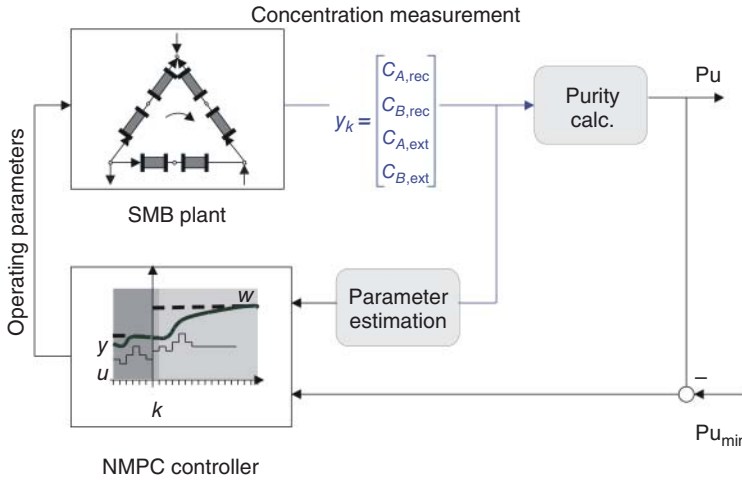 Concentration measurement
Operating parameters
SMB plant
y_k =
C_A,rec
C_B,rec
C_A,ext
C_B,ext
Purity
calc.
Pu
Parameter
estimation
w
y
u
k
–
Pu_min
NMPC controller